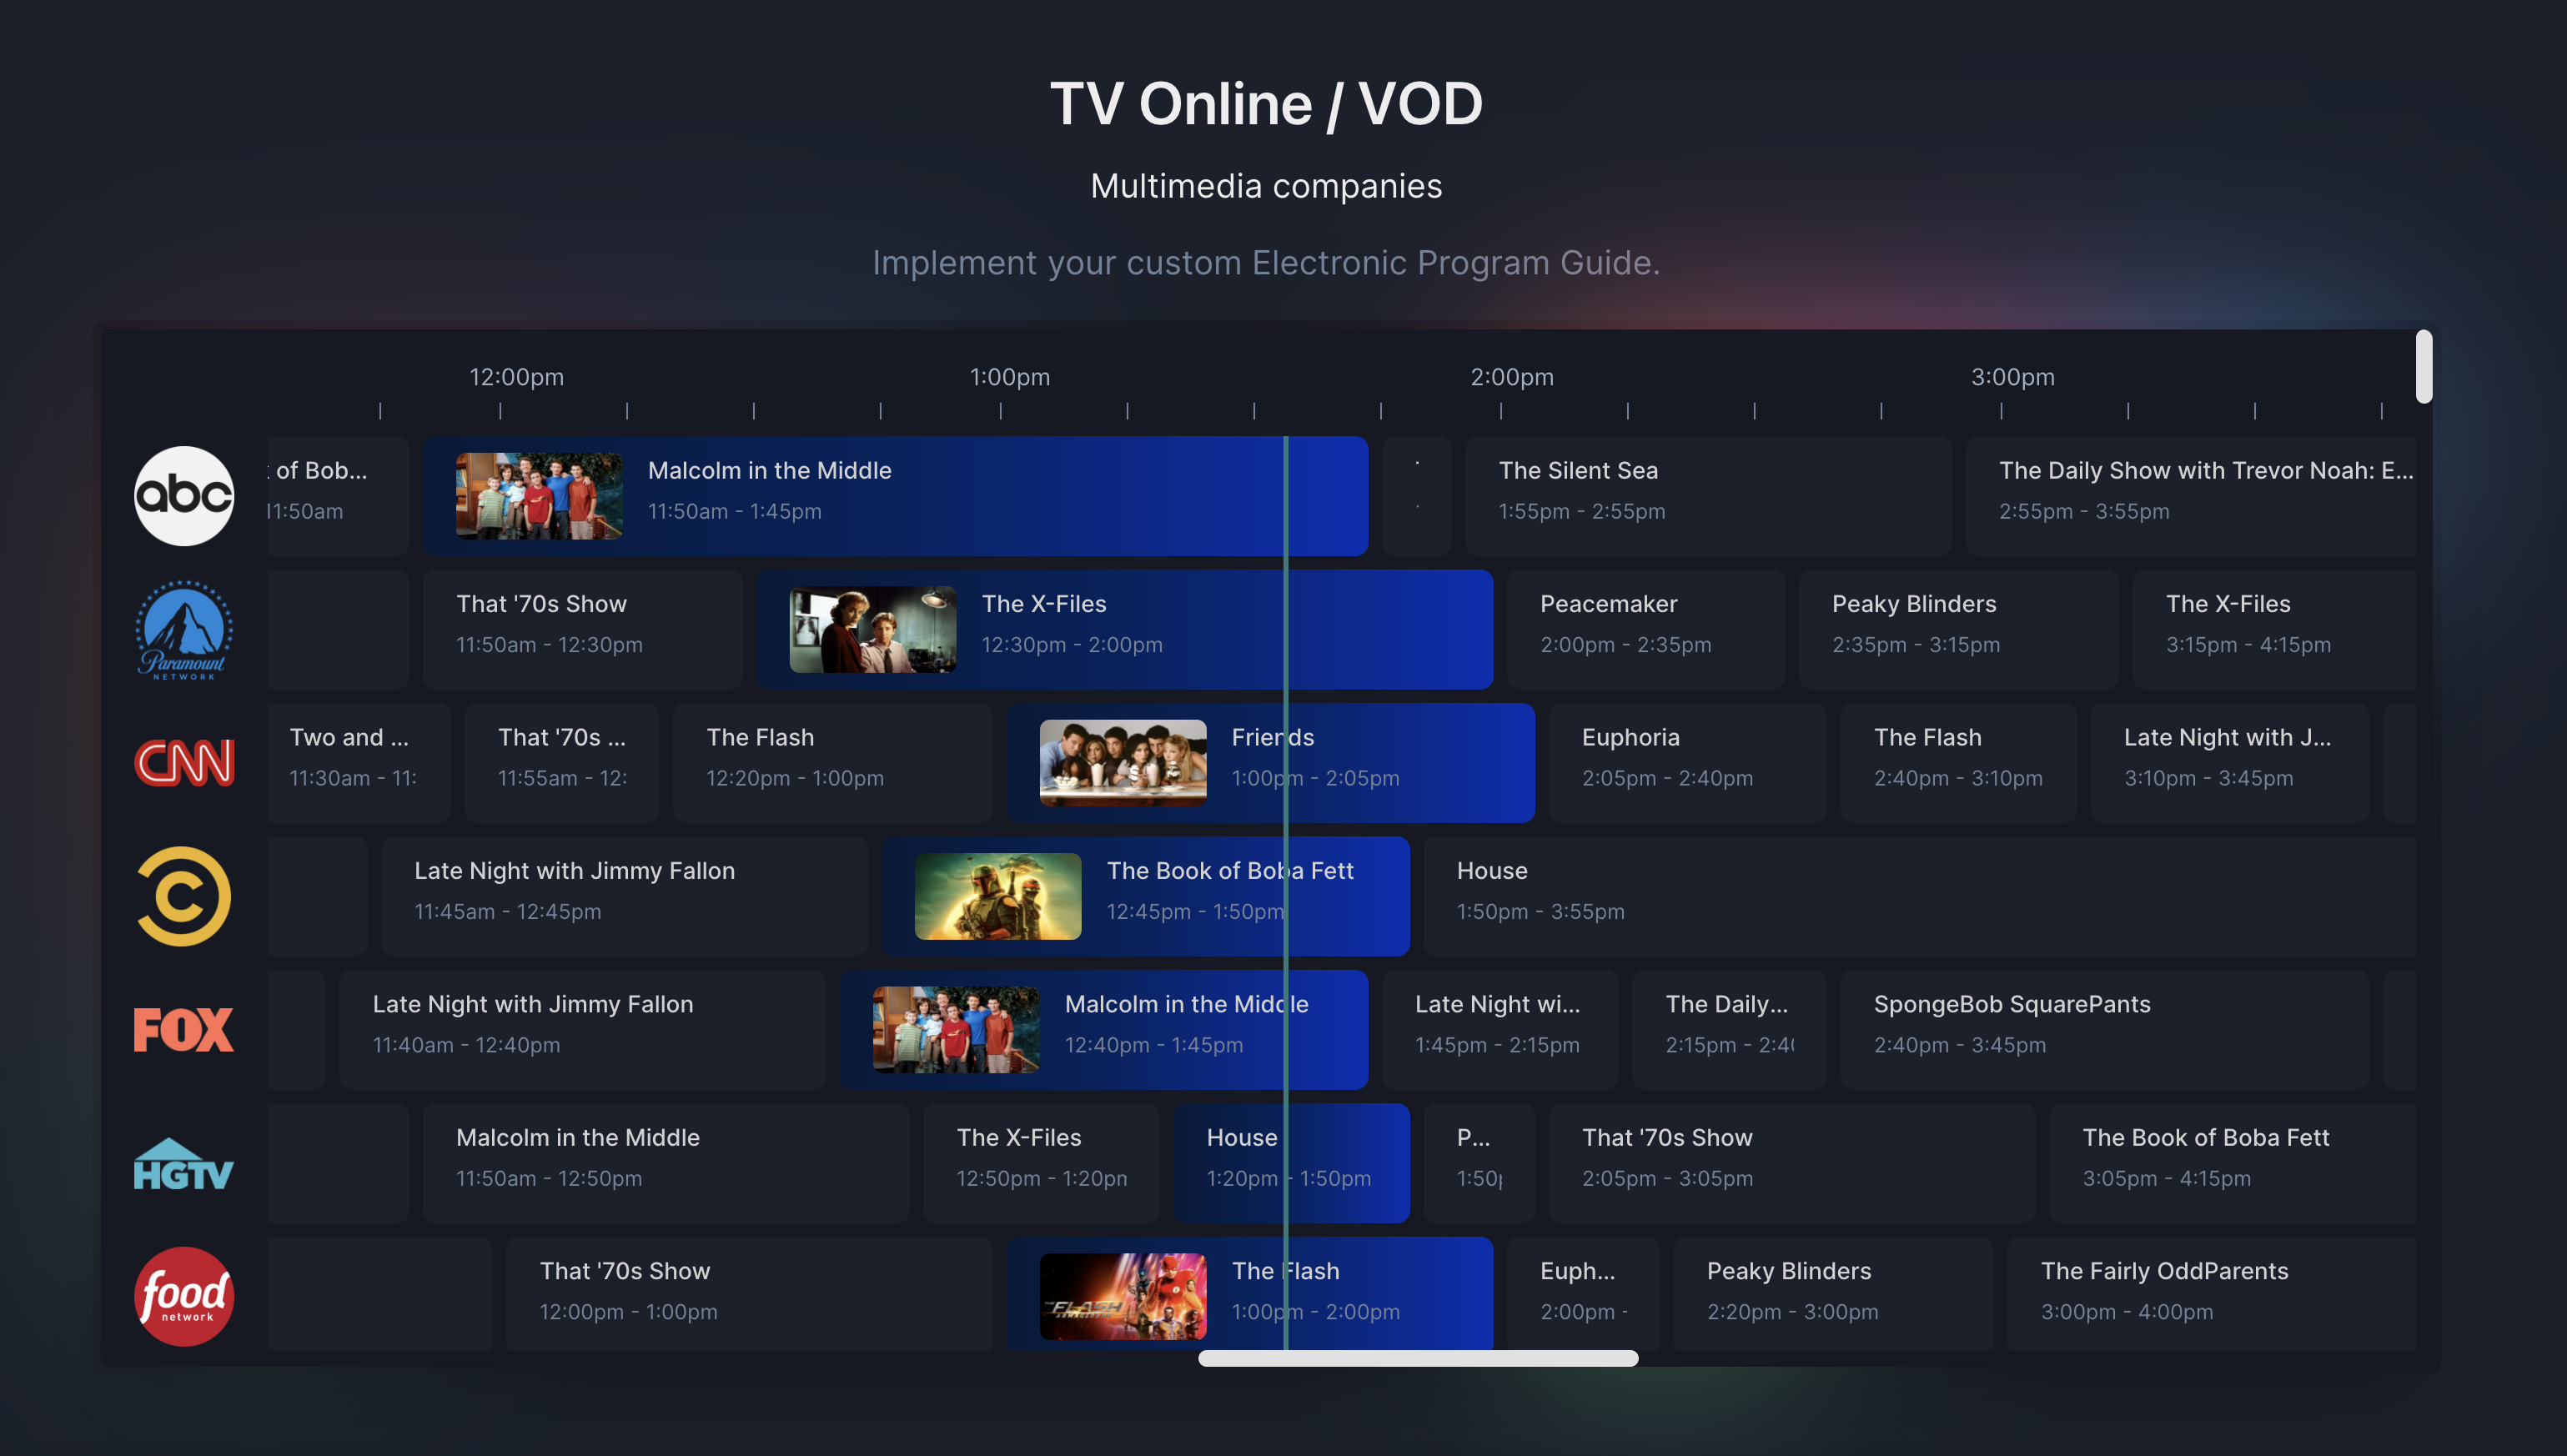 TV Online / VOD
Multimedia companies
Implement your custom Electronic Program Guide.
12:00pm 1:00pm 2:00pm 3:00pm
abc
of Bob...
11:50am
Malcolm in the Middle
11:50am - 1:45pm
The Silent Sea
1:55pm - 2:55pm
The Daily Show with Trevor Noah: E...
2:55pm - 3:55pm
Paramount
NETWORK
That '70s Show
11:50am - 12:30pm
The X-Files
12:30pm - 2:00pm
Peacemaker
2:00pm - 2:35pm
Peaky Blinders
2:35pm - 3:15pm
The X-Files
3:15pm - 4:15pm
CNN
Two and ...
11:30am - 11:
That '70s ...
11:55am - 12:
The Flash
12:20pm - 1:00pm
Friends
1:00pm - 2:05pm
Euphoria
2:05pm - 2:40pm
The Flash
2:40pm - 3:10pm
Late Night with J...
3:10pm - 3:45pm
Late Night with Jimmy Fallon
11:45am - 12:45pm
The Book of Boba Fett
12:45pm - 1:50pm
House
1:50pm - 3:55pm
FOX
Late Night with Jimmy Fallon
11:40am - 12:40pm
Malcolm in the Middle
12:40pm - 1:45pm
Late Night wi...
1:45pm - 2:15pm
The Daily...
2:15pm - 2:4
SpongeBob SquarePants
2:40pm - 3:45pm
HGTV
Malcolm in the Middle
11:50am - 12:50pm
The X-Files
12:50pm - 1:20pm
House
1:20pm - 1:50pm
P...
1:50p
That '70s Show
2:05pm - 3:05pm
The Book of Boba Fett
3:05pm - 4:15pm
food
network
That '70s Show
12:00pm - 1:00pm
FLASH
The Flash
1:00pm - 2:00pm
Euph...
2:00pm -
Peaky Blinders
2:20pm - 3:00pm
The Fairly OddParents
3:00pm - 4:00pm